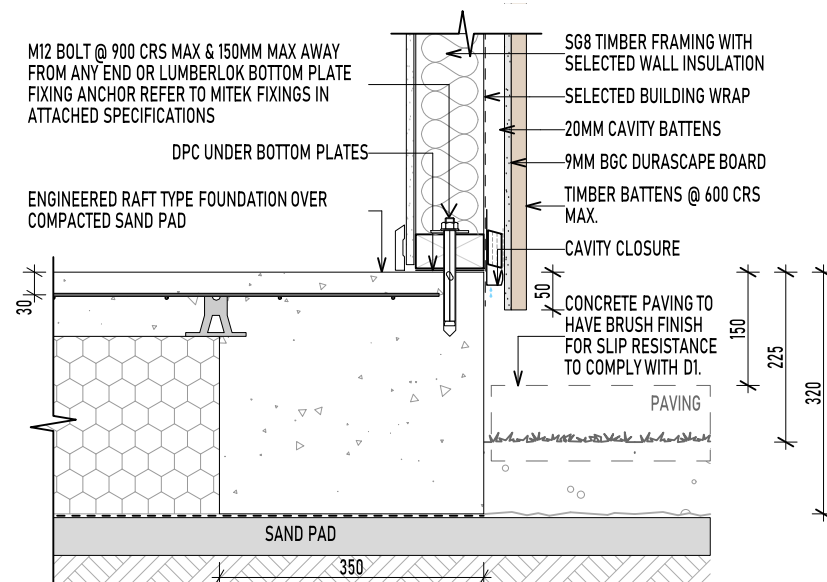 M12 BOLT @ 900 CRS MAX & 150MM MAX AWAY
FROM ANY END OR LUMBERLOK BOTTOM PLATE
FIXING ANCHOR REFER TO MITEK FIXINGS IN
ATTACHED SPECIFICATIONS
DPC UNDER BOTTOM PLATES
ENGINEERED RAFT TYPE FOUNDATION OVER
COMPACTED SAND PAD
SG8 TIMBER FRAMING WITH
SELECTED WALL INSULATION
SELECTED BUILDING WRAP
20MM CAVITY BATTENS
9MM BGC DURASCAPE BOARD
TIMBER BATTENS @ 600 CRS
MAX.
CAVITY CLOSURE
CONCRETE PAVING TO
HAVE BRUSH FINISH
FOR SLIP RESISTANCE
TO COMPLY WITH D1.
30
50
150
225
320
PAVING
SAND PAD
350